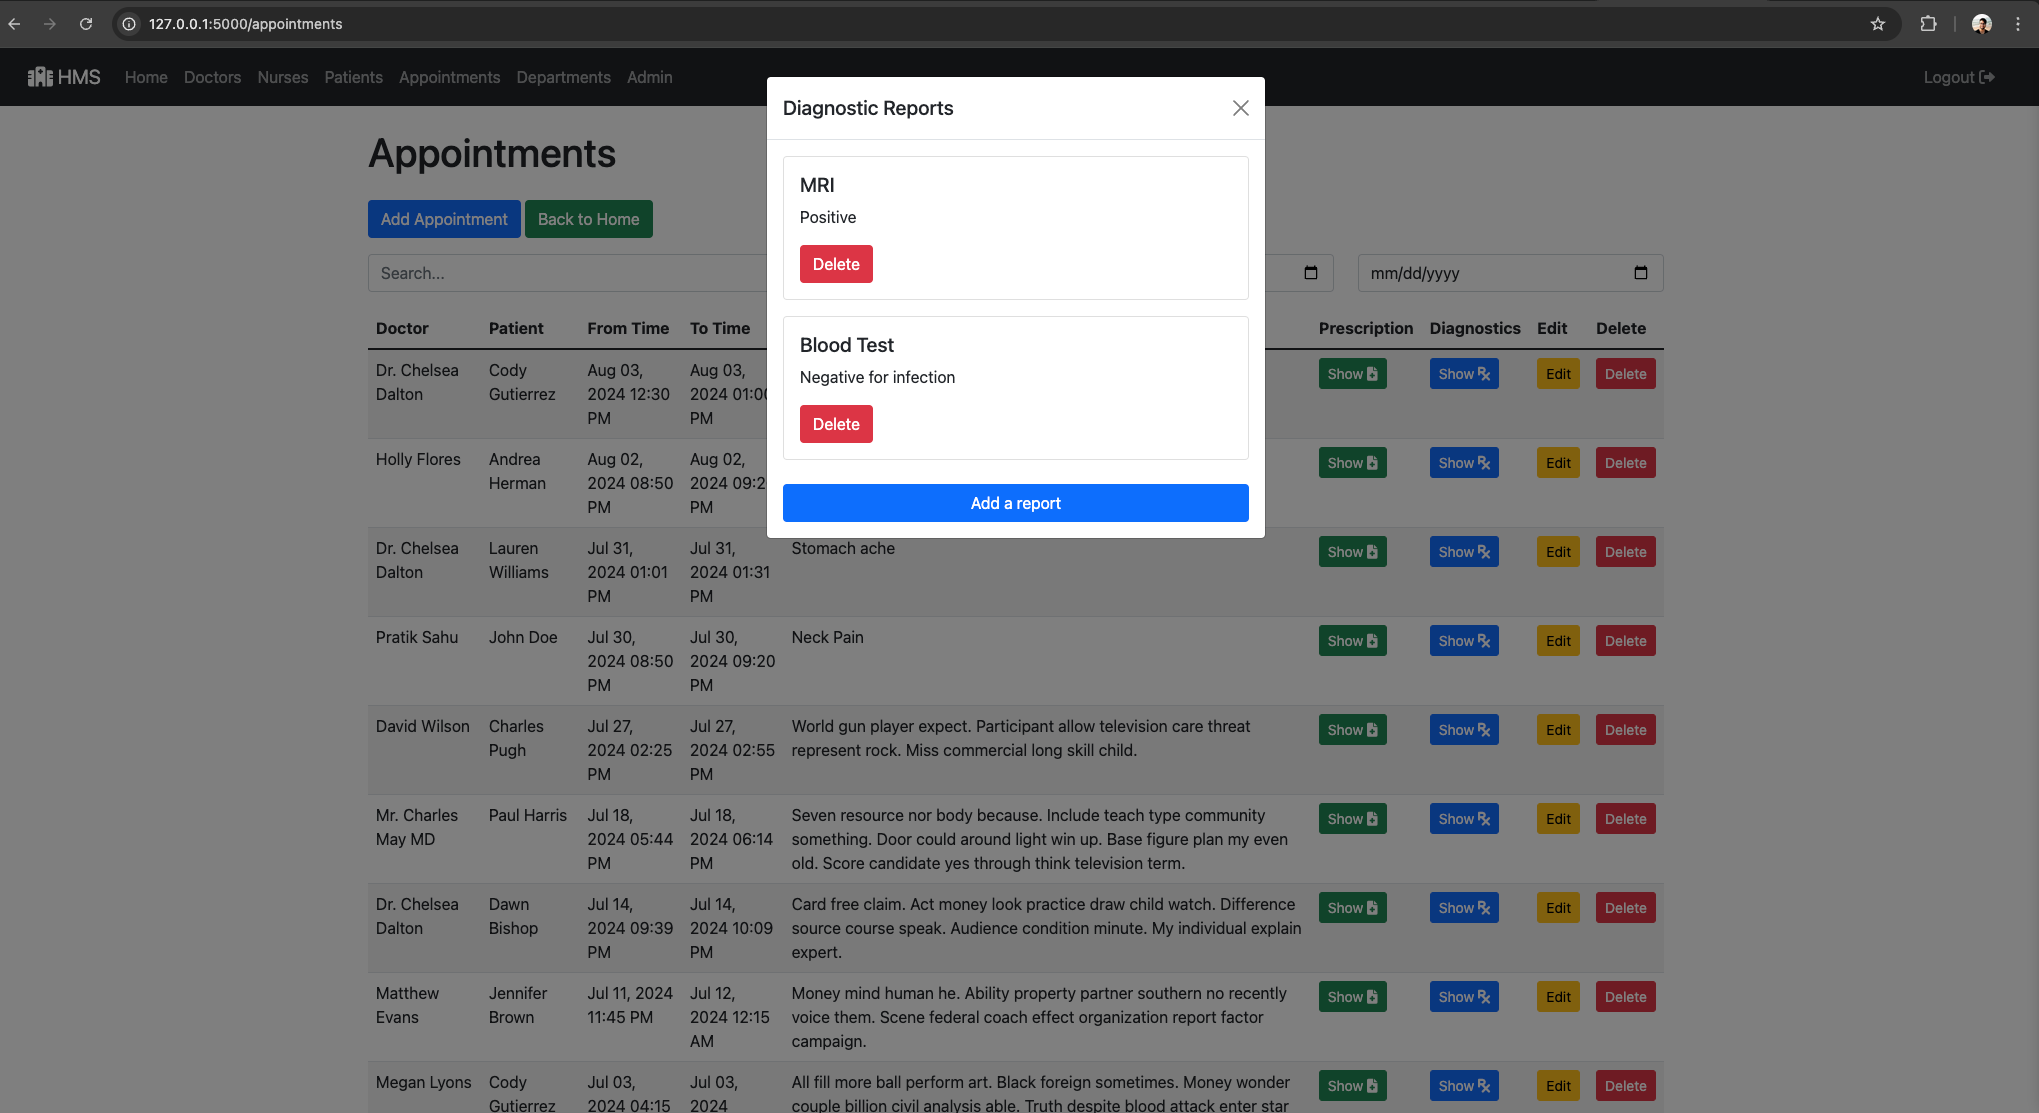 127.0.0.1:5000/appointments
HMS Home Doctors Nurses Patients Appointments Departments Admin Logout
Diagnostic Reports
MRI
Positive
Delete
Blood Test
Negative for infection
Delete
Add a report
Appointments
Add Appointment Back to Home
Search... mm/dd/yyyy
Doctor Patient From Time To Time Prescription Diagnostics Edit Delete
Dr. Chelsea Cody Aug 03, Aug 03, Show Show Edit Delete
Dalton Gutierrez 2024 12:30 2024
PM PM
Holly Flores Andrea Aug 02, Aug 02, Show Show Edit Delete
Herman 2024 08:50 2024
PM PM
Dr. Chelsea Lauren Jul 31, Jul 31, Stomach ache Show Show Edit Delete
Dalton Williams 2024 01:01 2024 01:31
PM PM
Pratik Sahu John Doe Jul 30, Jul 30, Neck Pain Show Show Edit Delete
2024 08:50 2024 09:20
PM PM
David Wilson Charles Jul 27, Jul 27, World gun player expect. Participant allow television care threat Show Show Edit Delete
Pugh 2024 02:25 2024 02:55 represent rock. Miss commercial long skill child.
PM PM
Mr. Charles Paul Harris Jul 18, Jul 18, Seven resource nor body because. Include teach type community Show Show Edit Delete
May MD 2024 05:44 2024 06:14 something. Door could around light win up. Base figure plan my even
PM PM old. Score candidate yes through think television term.
Dr. Chelsea Dawn Jul 14, Jul 14, Card free claim. Act money look practice draw child watch. Difference Show Show Edit Delete
Dalton Bishop 2024 09:39 2024 10:09 source course speak. Audience condition minute. My individual explain
PM PM expert.
Matthew Jennifer Jul 11, 2024 Jul 12, Money mind human he. Ability property partner southern no recently Show Show Edit Delete
Evans Brown 11:45 PM 2024 12:15 voice them. Scene federal coach effect organization report factor
AM campaign.
Megan Lyons Cody Jul 03, Jul 03, All fill more ball perform art. Black foreign sometimes. Money wonder Show Show Edit Delete
Gutierrez 2024 04:15 2024 couple billion civil analysis able. Truth despite blood attack enter star